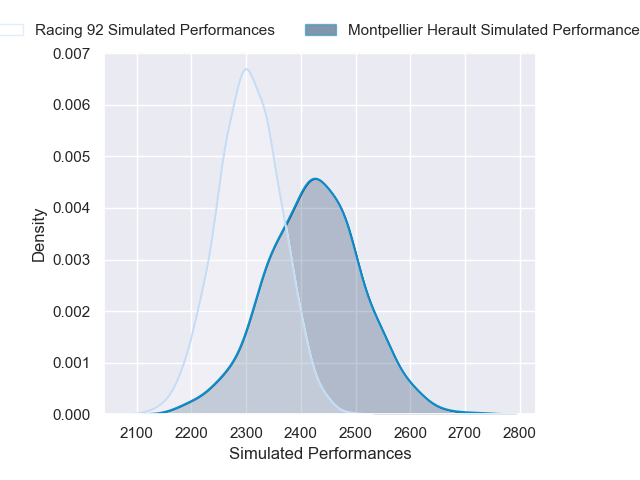 Racing 92 Simulated Performances
Montpellier Herault Simulated Performance
0.007
0.006
0.005
0.004
0.003
0.002
0.001
0.000
Density
2100 2200 2300 2400 2500 2600 2700 2800
Simulated Performances